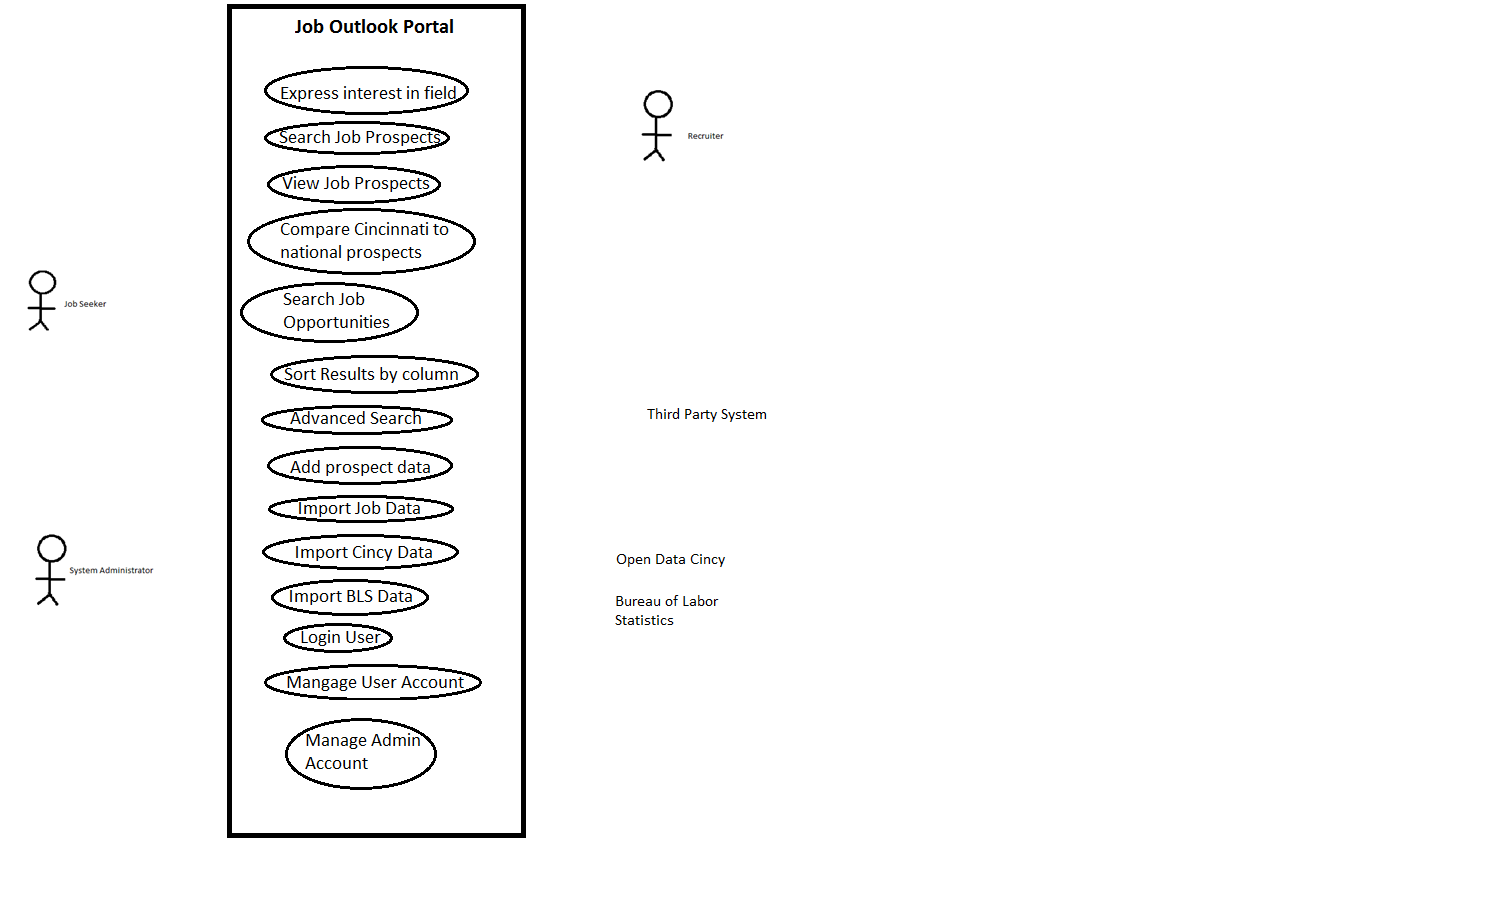 Job Outlook Portal
Express interest in field
Search Job Prospects
Recruiter
View Job Prospects
Compare Cincinnati to
national prospects
Job Seeker
Search Job
Opportunities
Sort Results by column
Advanced Search
Third Party System
Add prospect data
Import Job Data
Import Cincy Data
Open Data Cincy
System Administrator
Import BLS Data
Bureau of Labor
Statistics
Login User
Mangage User Account
Manage Admin
Account